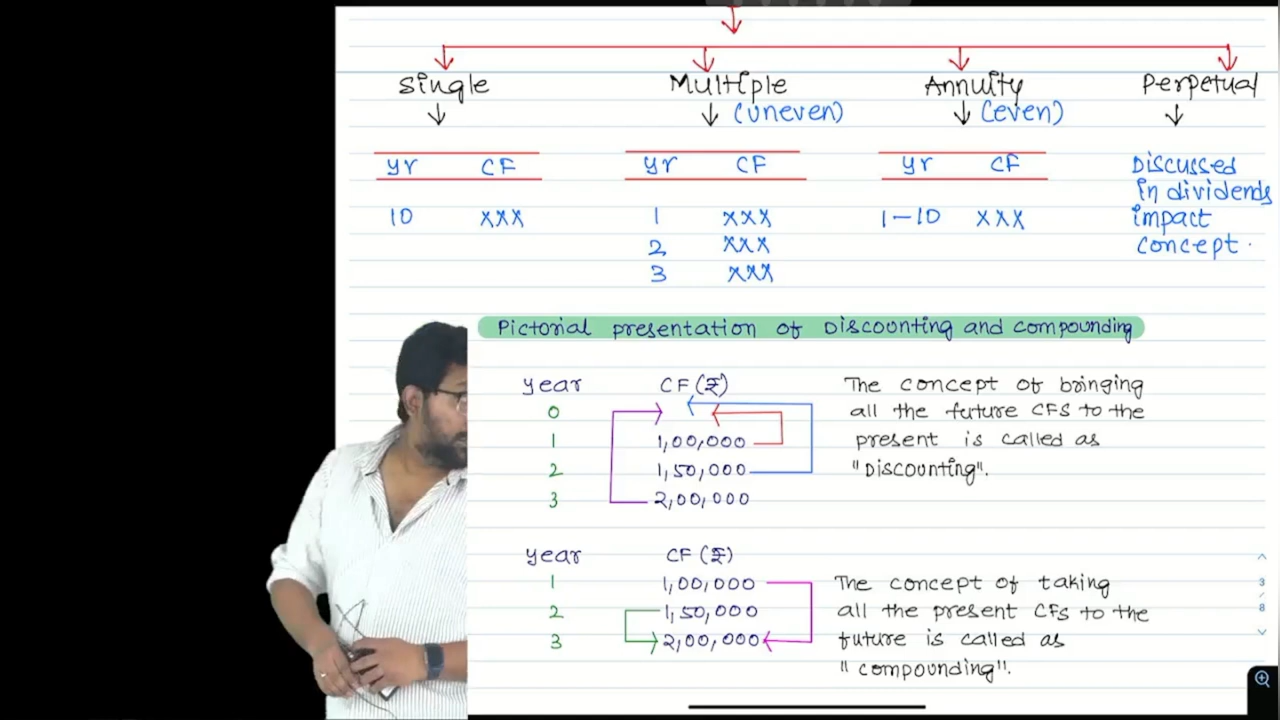 Single Multiple Annuity Perpetual
(uneven) (even)
yr CF yr CF yr CF Discussed
in dividends
10 xxx 1 xxx 1-10 xxx impact
2 xxx concept.
3 xxx
Pictorial presentation of Discounting and compounding
year CF (₹) The concept of bringing
0 all the future CFs to the
1 1,00,000 present is called as
2 1,50,000 "Discounting".
3 2,00,000
year CF (₹)
1 1,00,000 The concept of taking
2 1,50,000 all the present CFs to the
3 2,00,000 future is called as
"compounding".
3
/
8